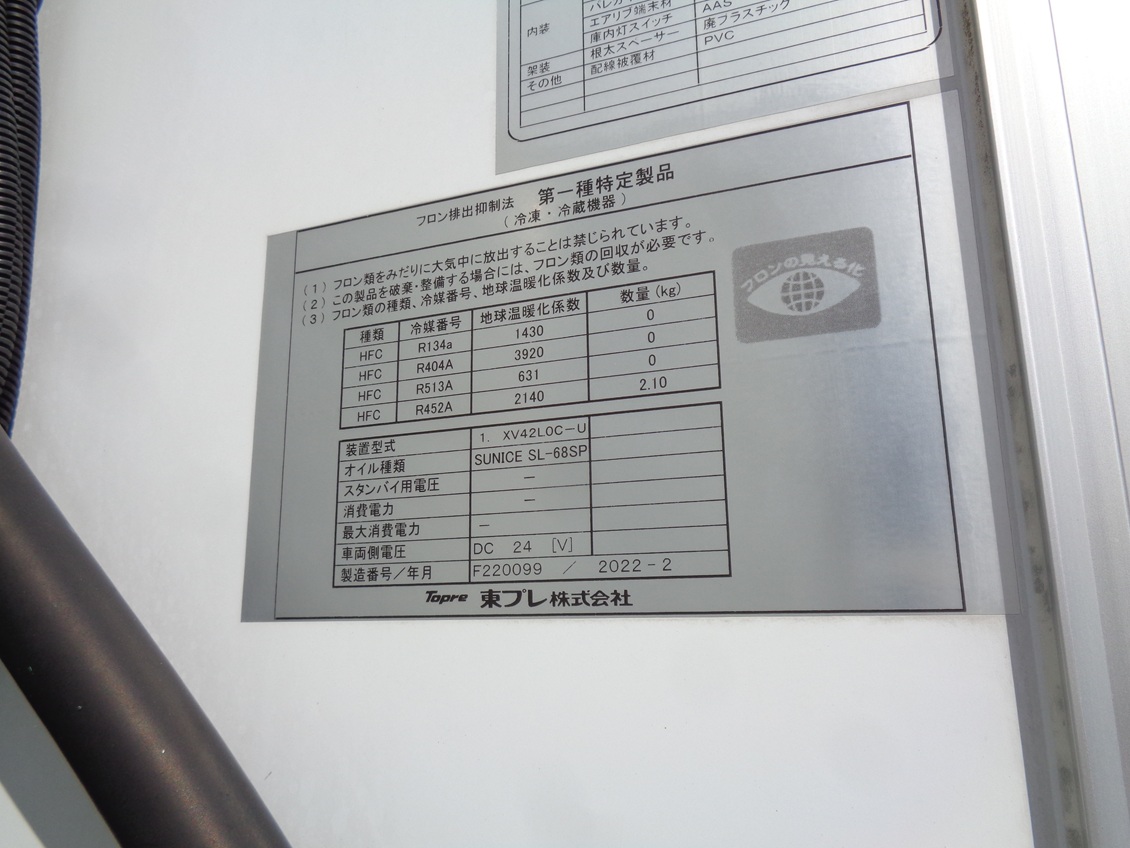 内装
エアリブ端末材 AAS
庫内灯スイッチ 廃プラスチック
根太スペーサー PVC
架装 配線被覆材
その他
フロン排出抑制法 第一種特定製品
(冷凍・冷蔵機器)
(1) フロン類をみだりに大気中に放出することは禁じられています。
(2) この製品を破棄・整備する場合には、フロン類の回収が必要です。
(3) フロン類の種類、冷媒番号、地球温暖化係数及び数量。
フロンの見える化
種類 冷媒番号 地球温暖化係数 数量(kg)
HFC R134a 1430 0
HFC R404A 3920 0
HFC R513A 631 0
HFC R452A 2140 2.10
装置型式 1. XV42L0C-U
オイル種類 SUNICE SL-68SP
スタンバイ用電圧 —
消費電力 —
最大消費電力 —
車両側電圧 DC 24 [V]
製造番号/年月 F220099 / 2022-2
Topre 東プレ株式会社